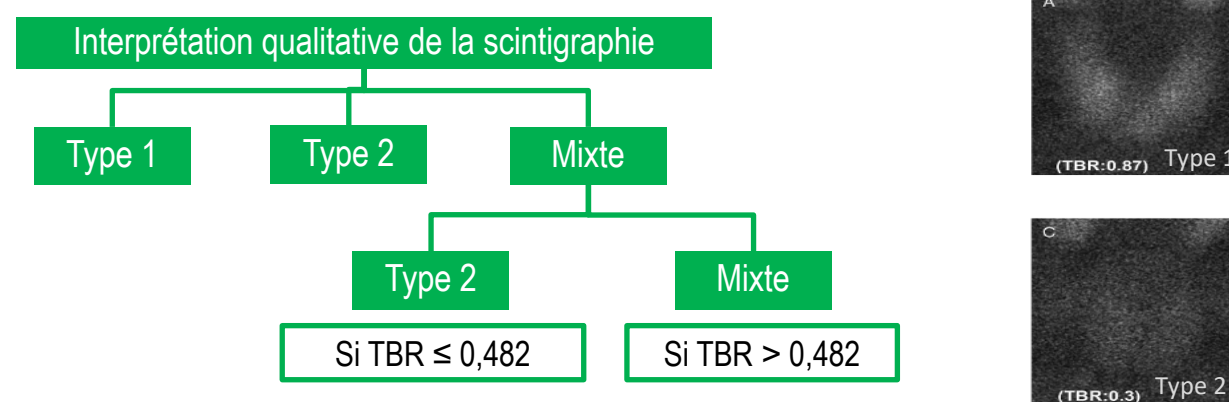 Interprétation qualitative de la scintigraphie
Type 1
Type 2
Mixte
Type 2
Mixte
Si TBR ≤ 0,482
Si TBR > 0,482
A
(TBR:0.87) Type 1
C
(TBR:0.3) Type 2